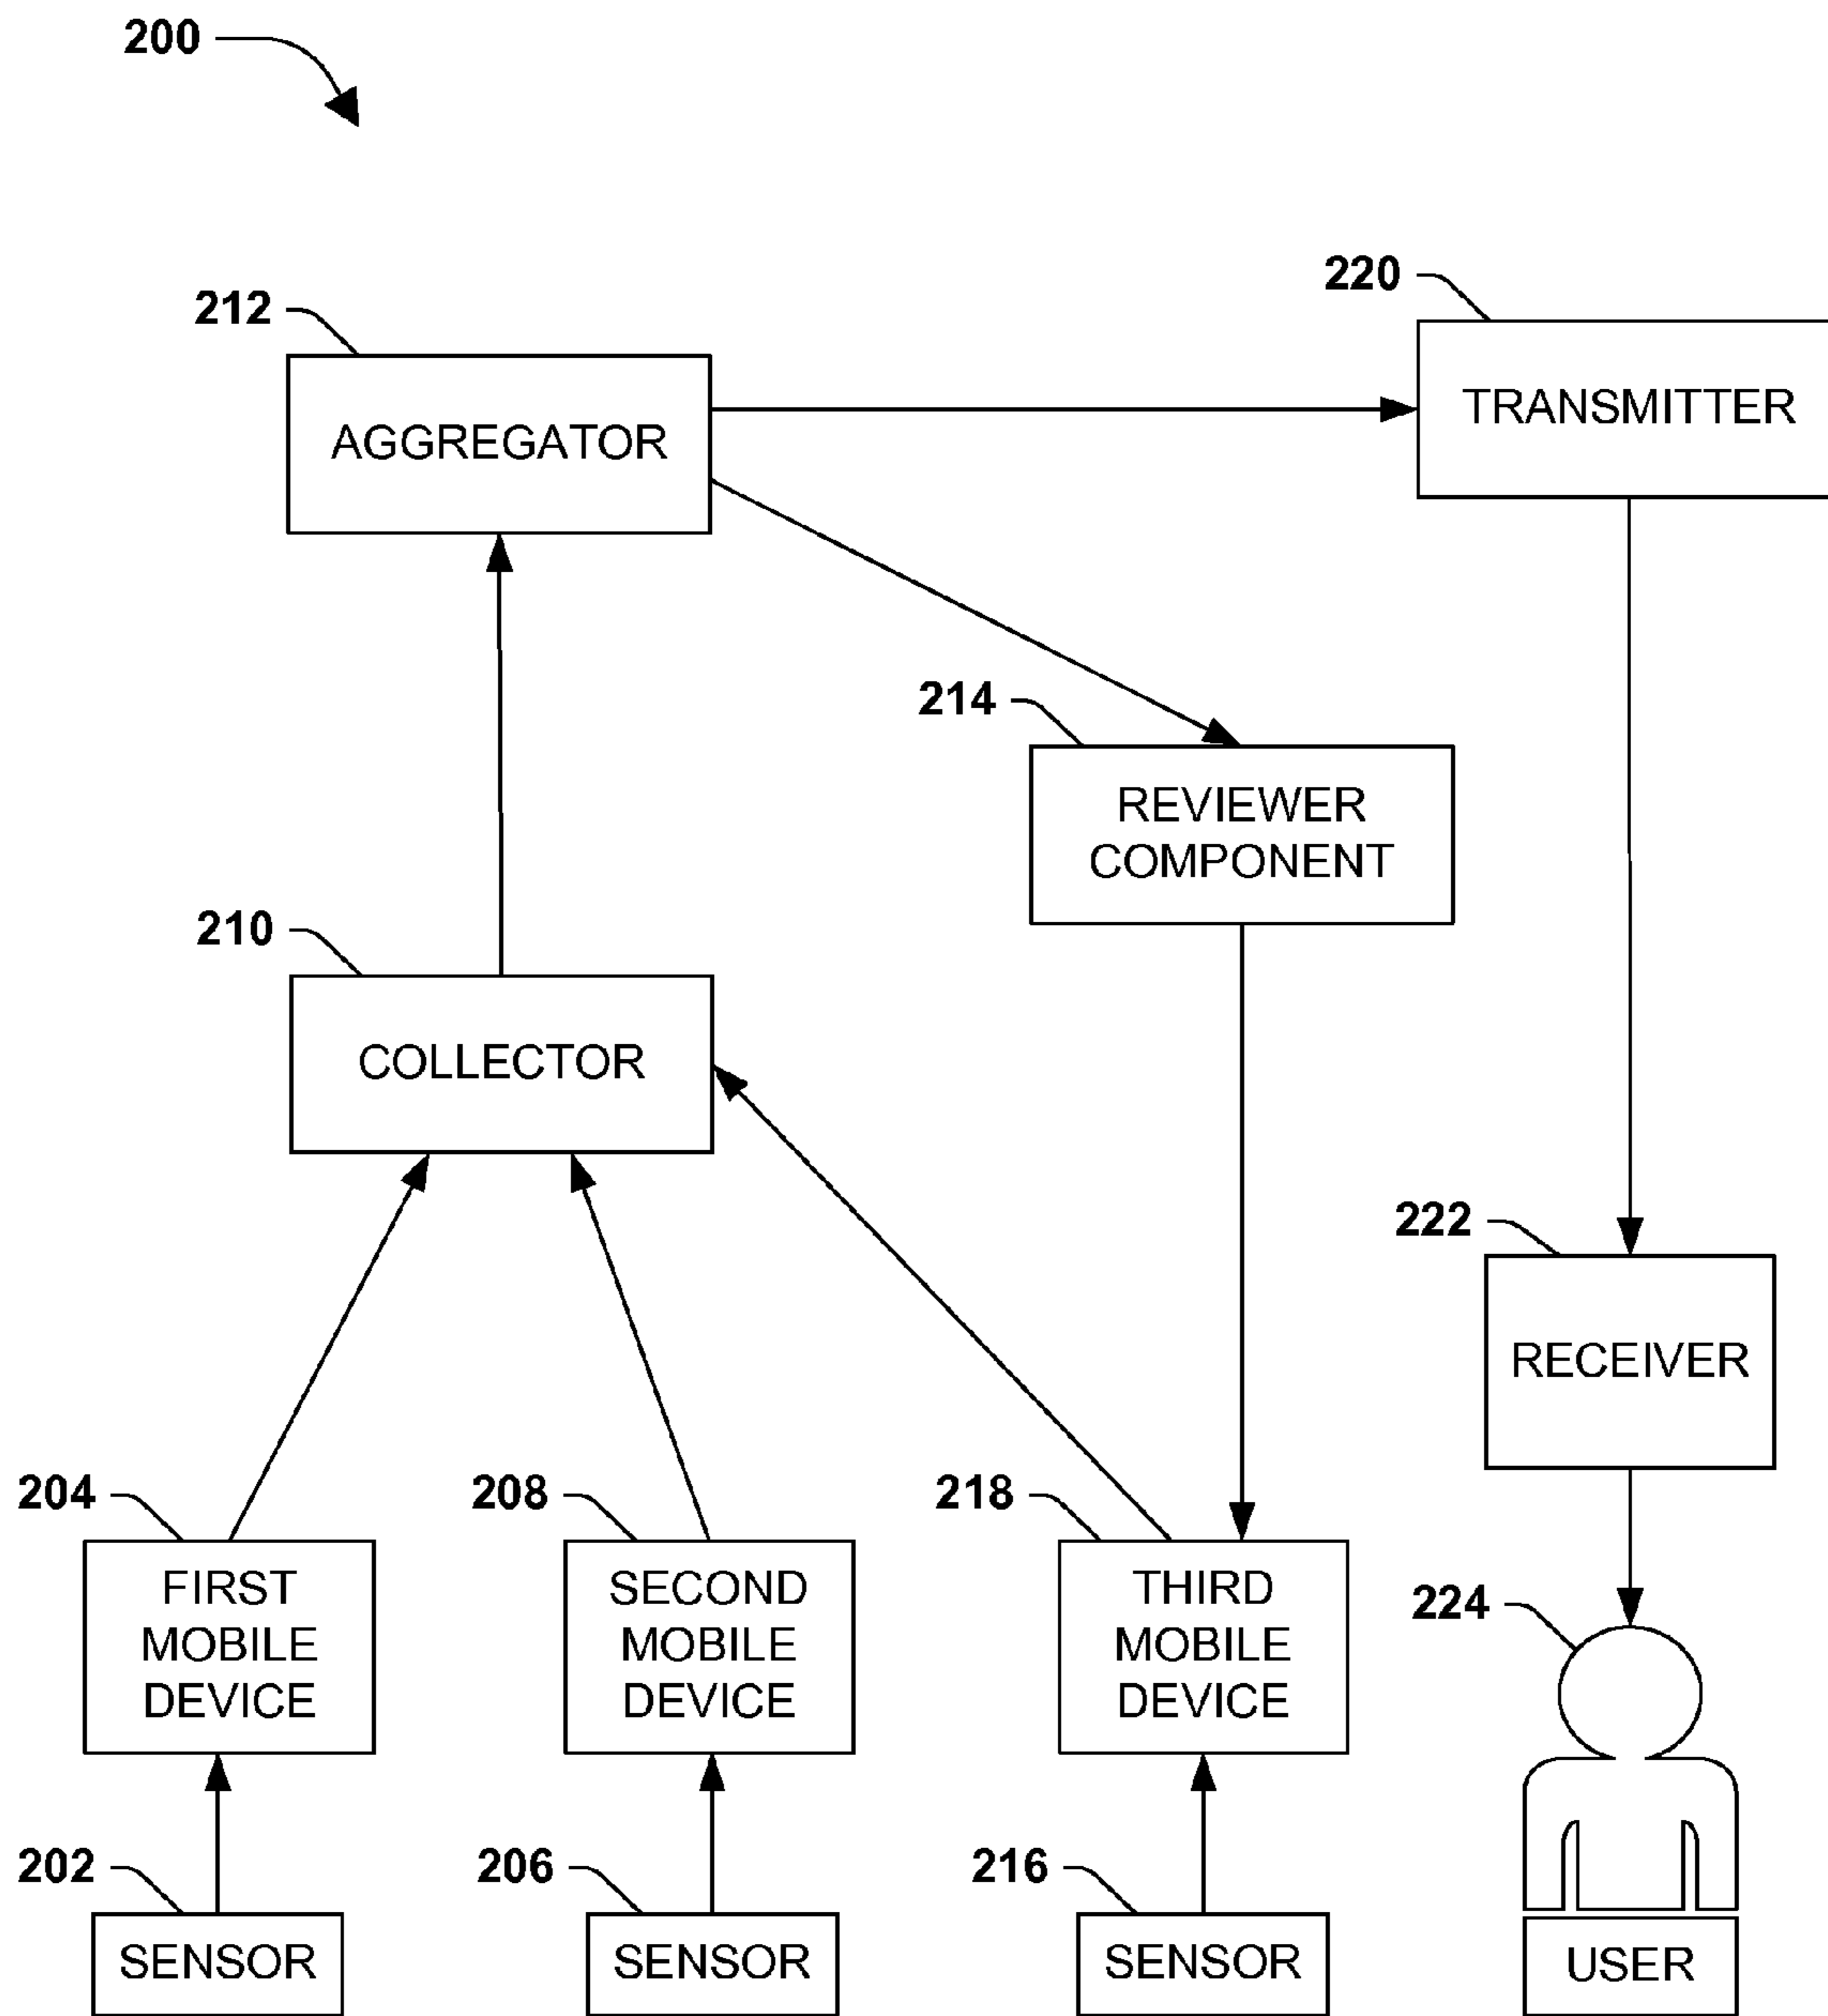 200
220
212
TRANSMITTER
AGGREGATOR
214
REVIEWER
COMPONENT
210
COLLECTOR
222
RECEIVER
204
208
218
FIRST
MOBILE
DEVICE
SECOND
MOBILE
DEVICE
THIRD
MOBILE
DEVICE
224
202
206
216
SENSOR
SENSOR
SENSOR
USER